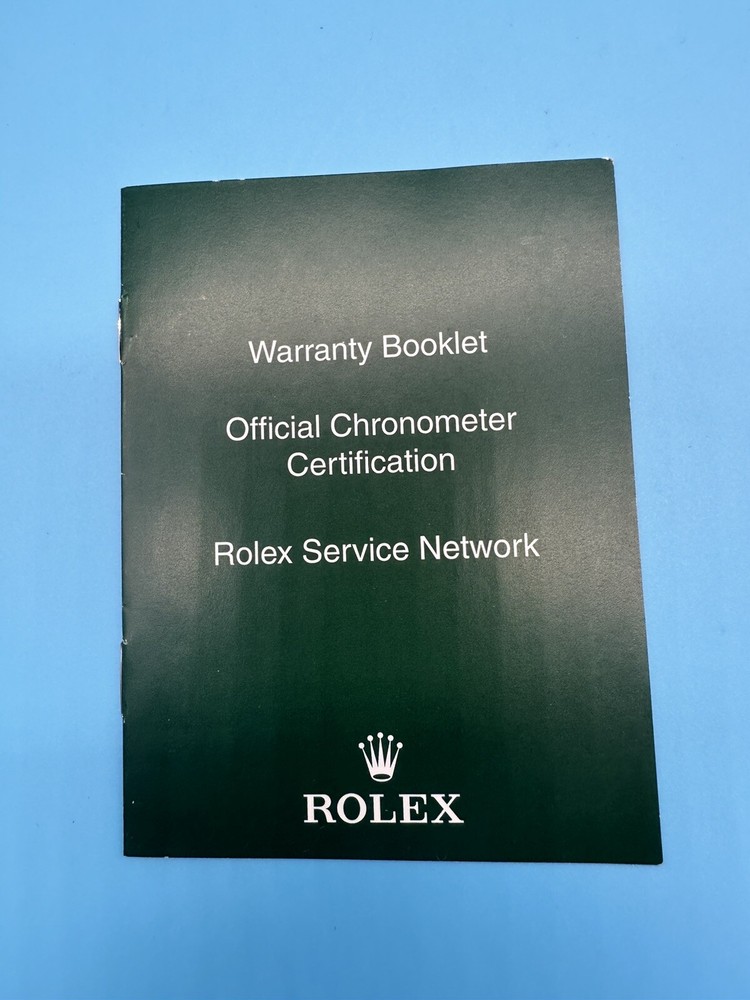 Warranty Booklet
Official Chronometer
Certification
Rolex Service Network
ROLEX